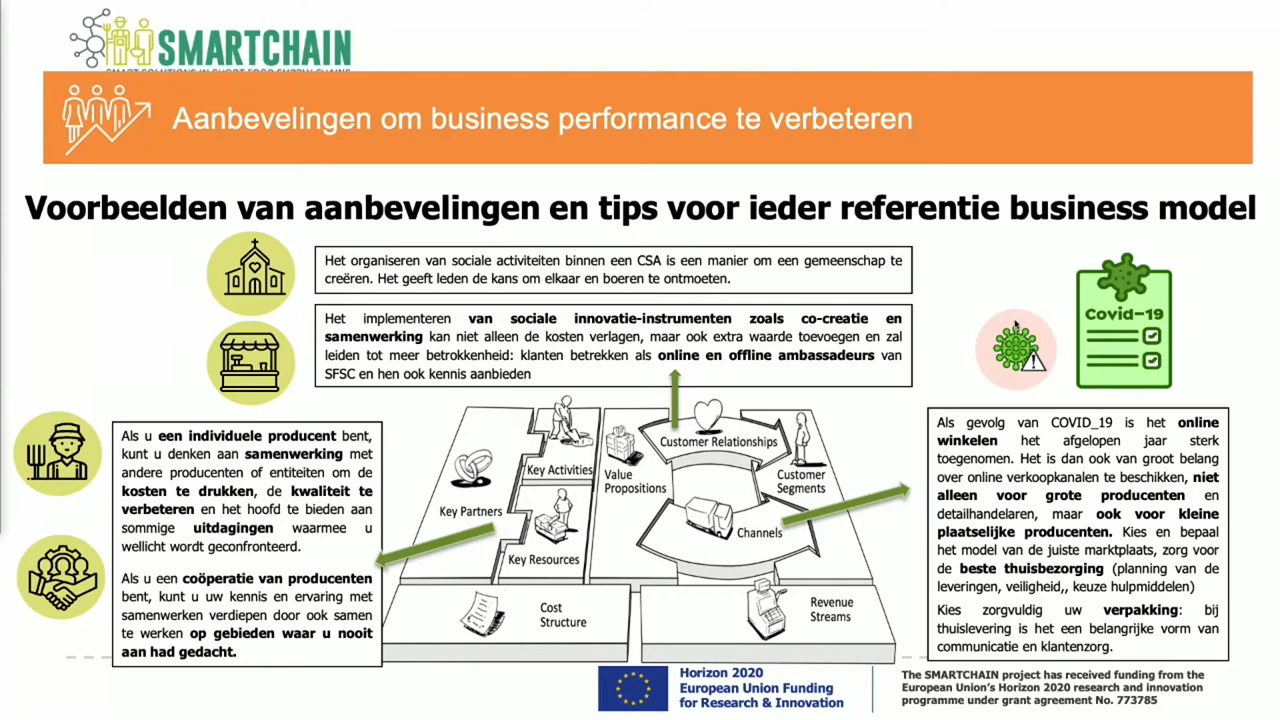 SMARTCHAIN
SMART SOLUTIONS IN SHORT FOOD SUPPLY CHAINS
Aanbevelingen om business performance te verbeteren
Voorbeelden van aanbevelingen en tips voor ieder referentie business model
Het organiseren van sociale activiteiten binnen een CSA is een manier om een gemeenschap te
creëren. Het geeft leden de kans om elkaar en boeren te ontmoeten.
Het implementeren van sociale innovatie-instrumenten zoals co-creatie en
samenwerking kan niet alleen de kosten verlagen, maar ook extra waarde toevoegen en zal
leiden tot meer betrokkenheid: klanten betrekken als online en offline ambassadeurs van
SFSC en hen ook kennis aanbieden
Covid-19
Als u een individuele producent bent,
kunt u denken aan samenwerking met
andere producenten of entiteiten om de
kosten te drukken, de kwaliteit te
verbeteren en het hoofd te bieden aan
sommige uitdagingen waarmee u
wellicht wordt geconfronteerd.
Als u een coöperatie van producenten
bent, kunt u uw kennis en ervaring met
samenwerken verdiepen door ook samen
te werken op gebieden waar u nooit
aan had gedacht.
Key Partners
Key Activities
Key Resources
Value
Propositions
Customer Relationships
Customer
Segments
Channels
Cost
Structure
Revenue
Streams
Als gevolg van COVID_19 is het online
winkelen het afgelopen jaar sterk
toegenomen. Het is dan ook van groot belang
over online verkoopkanalen te beschikken, niet
alleen voor grote producenten en
detailhandelaren, maar ook voor kleine
plaatselijke producenten. Kies en bepaal
het model van de juiste marktplaats, zorg voor
de beste thuisbezorging (planning van de
leveringen, veiligheid,, keuze hulpmiddelen)
Kies zorgvuldig uw verpakking: bij
thuislevering is het een belangrijke vorm van
communicatie en klantenzorg.
Horizon 2020
European Union Funding
for Research & Innovation
The SMARTCHAIN project has received funding from the
European Union's Horizon 2020 research and innovation
programme under grant agreement No. 773785